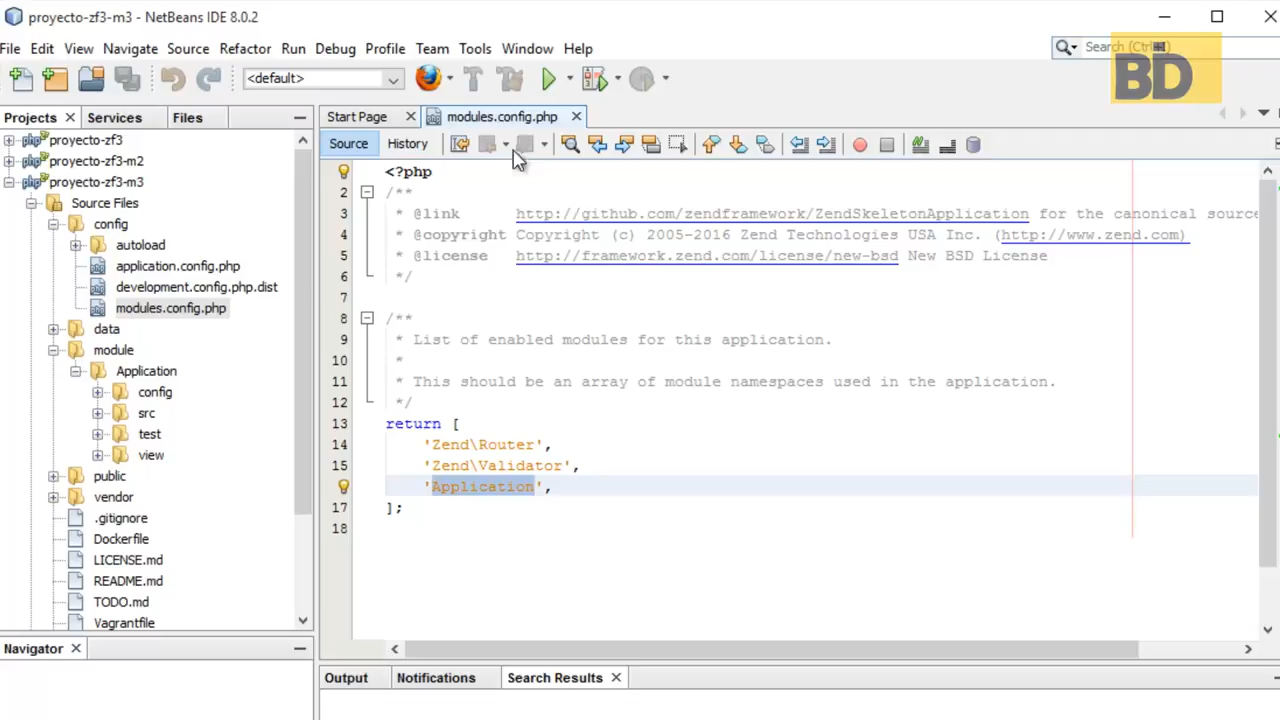 proyecto-zf3-m3 - NetBeans IDE 8.0.2
File Edit View Navigate Source Refactor Run Debug Profile Team Tools Window Help
Search (Ctrl+I)
BD
<default>
Projects Services Files
Start Page modules.config.php
Source History
proyecto-zf3
proyecto-zf3-m2
proyecto-zf3-m3
Source Files
config
autoload
application.config.php
development.config.php.dist
modules.config.php
data
module
Application
config
src
test
view
public
vendor
.gitignore
Dockerfile
LICENSE.md
README.md
TODO.md
Vagrantfile
<?php
2 /**
3 * @link http://github.com/zendframework/ZendSkeletonApplication for the canonical source
4 * @copyright Copyright (c) 2005-2016 Zend Technologies USA Inc. (http://www.zend.com)
5 * @license http://framework.zend.com/license/new-bsd New BSD License
6 */
7
8 /**
9 * List of enabled modules for this application.
10 *
11 * This should be an array of module namespaces used in the application.
12 */
13 return [
14 'Zend\Router',
15 'Zend\Validator',
'Application',
17 ];
18
Navigator
Output Notifications Search Results